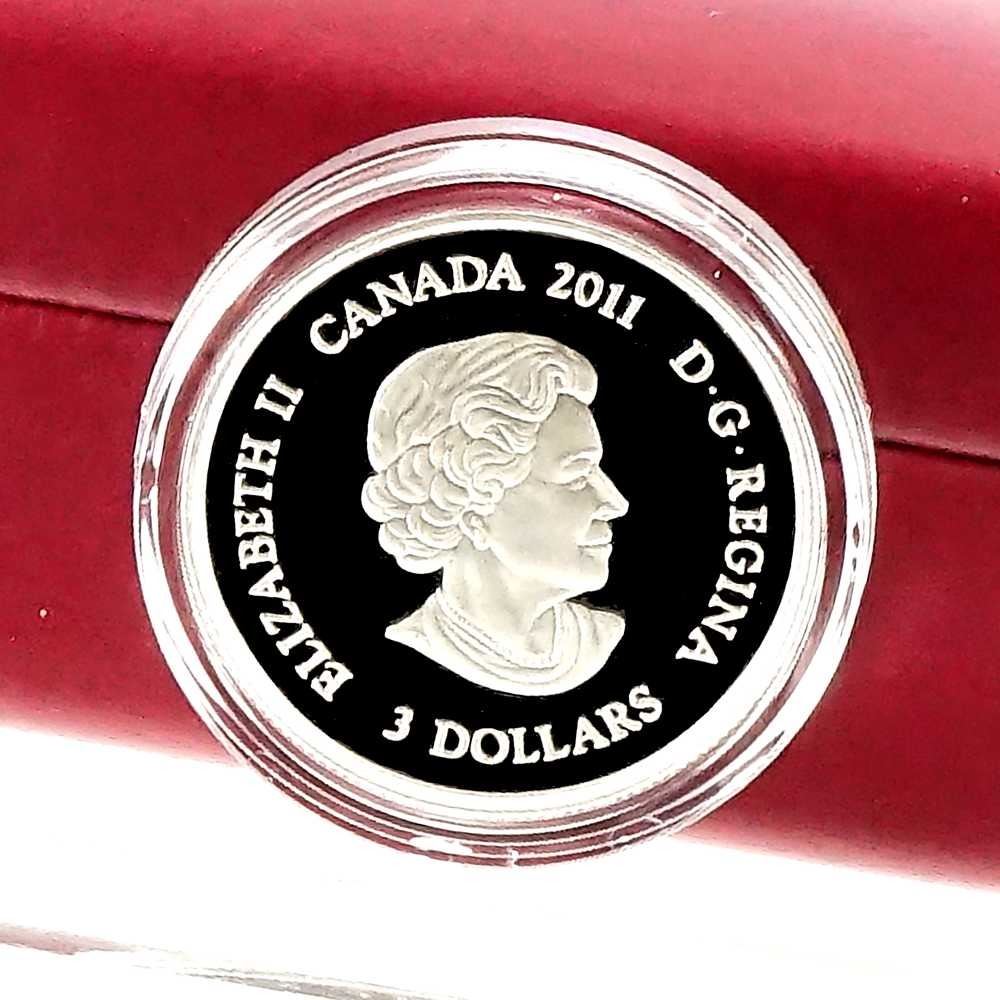 ELIZABETH II
CANADA 2011
D·G·REGINA
3 DOLLARS